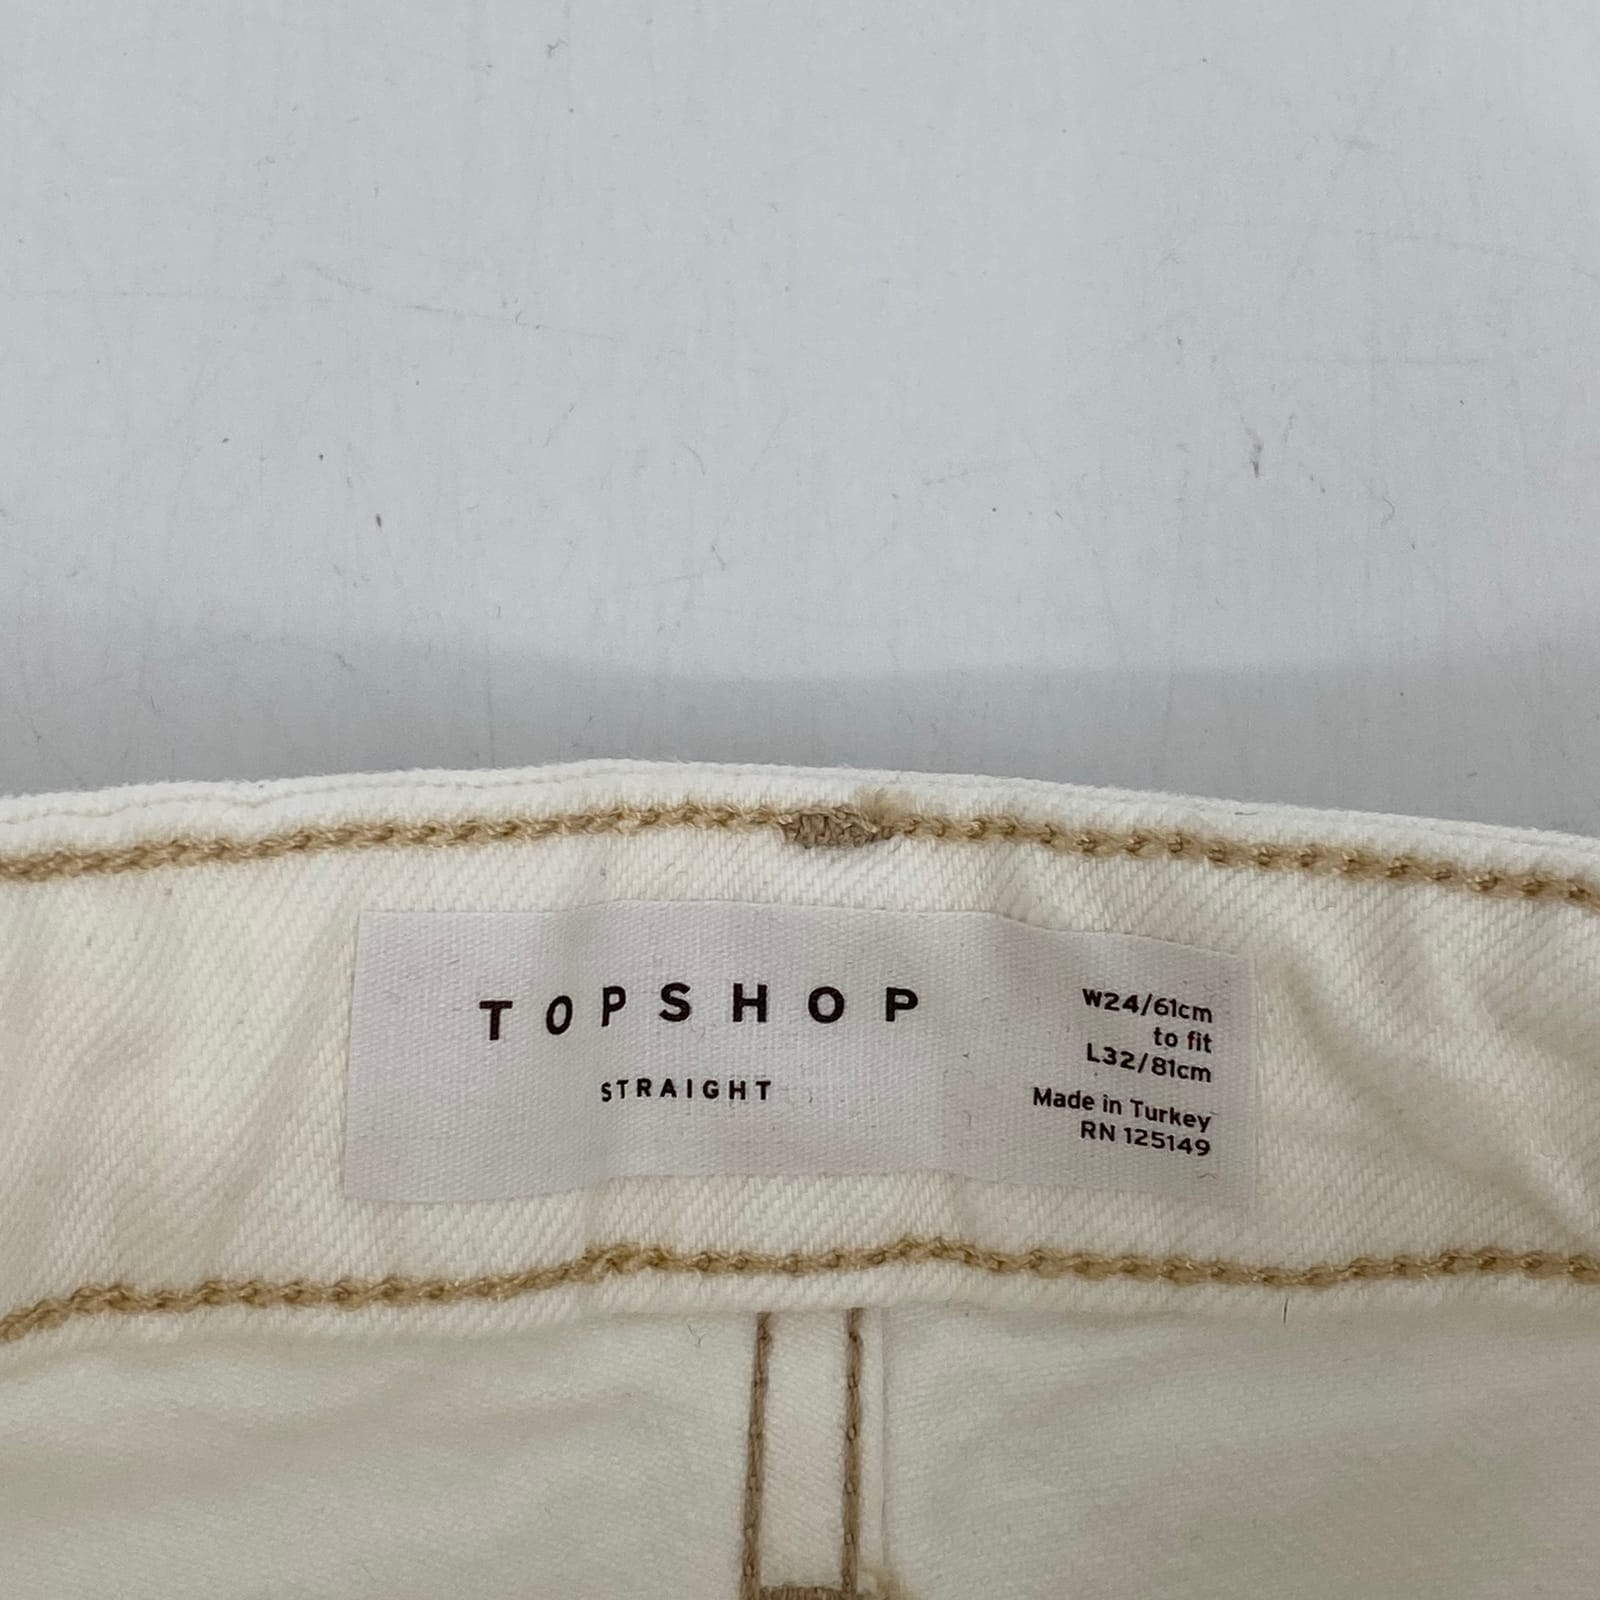 TOPSHOP
STRAIGHT
W24/61cm
to fit
L32/81cm
Made in Turkey
RN 125149